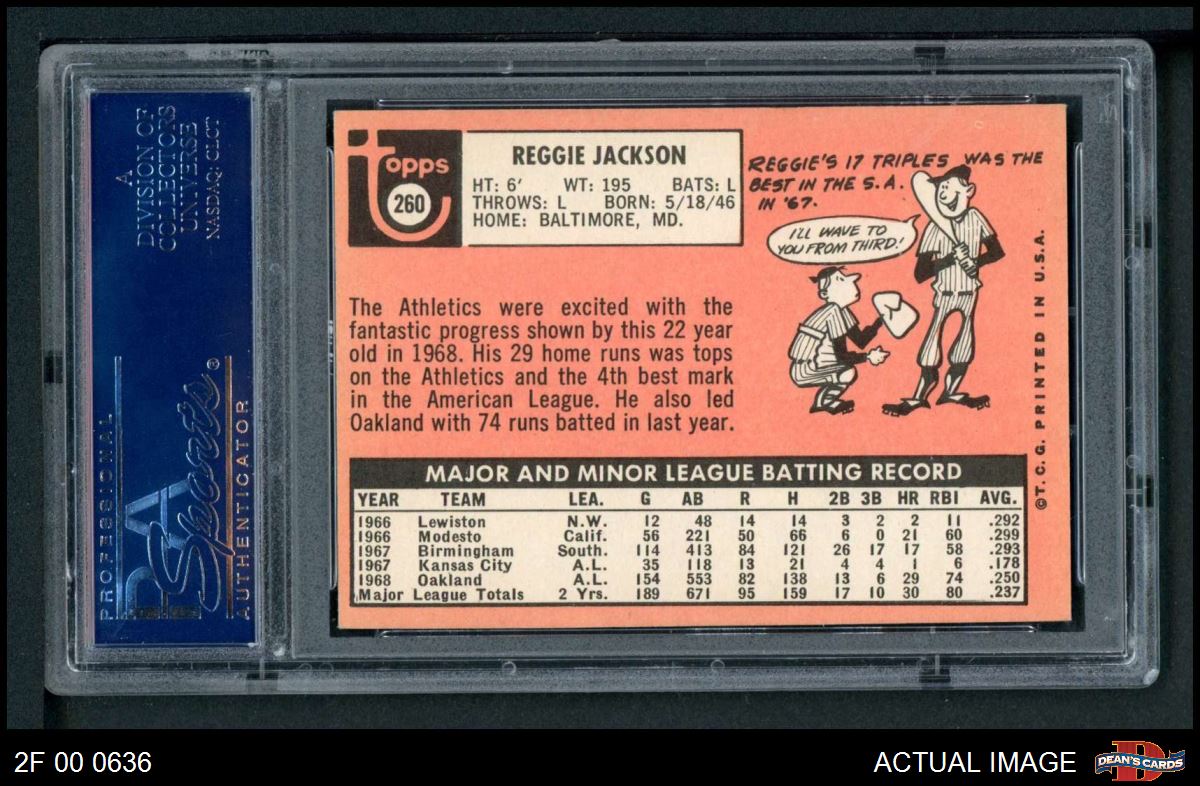 A
DIVISION OF
COLLECTORS
UNIVERSE
NASDAQ: CLCT
PROFESSIONAL
PSA
Sports®
AUTHENTICATOR
topps
260
REGGIE JACKSON
HT: 6' WT: 195 BATS: L
THROWS: L BORN: 5/18/46
HOME: BALTIMORE, MD.
REGGIE'S 17 TRIPLES WAS THE
BEST IN THE S.A.
IN '67.
I'LL WAVE TO
YOU FROM THIRD!
The Athletics were excited with the
fantastic progress shown by this 22 year
old in 1968. His 29 home runs was tops
on the Athletics and the 4th best mark
in the American League. He also led
Oakland with 74 runs batted in last year.
©T.C.G. PRINTED IN U.S.A.
MAJOR AND MINOR LEAGUE BATTING RECORD
YEAR TEAM LEA. G AB R H 2B 3B HR RBI AVG.
1966 Lewiston N.W. 12 48 14 14 3 2 2 11 .292
1966 Modesto Calif. 56 221 50 66 6 0 21 60 .299
1967 Birmingham South. 114 413 84 121 26 17 17 58 .293
1967 Kansas City A.L. 35 118 13 21 4 4 1 6 .178
1968 Oakland A.L. 154 553 82 138 13 6 29 74 .250
Major League Totals 2 Yrs. 189 671 95 159 17 10 30 80 .237
2F 00 0636
ACTUAL IMAGE
D
DEAN'S CARDS